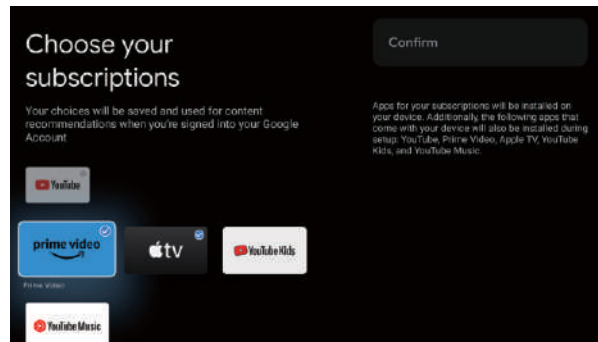 Choose your
subscriptions
Your choices will be saved and used for content
recommendations when you're signed into your Google
Account
YouTube
prime video
tv
YouTube Kids
Prime Video
YouTube Music
Confirm
Apps for your subscriptions will be installed on
your device. Additionally, the following apps that
come with your device will also be installed during
setup: YouTube, Prime Video, Apple TV, YouTube
Kids, and YouTube Music.